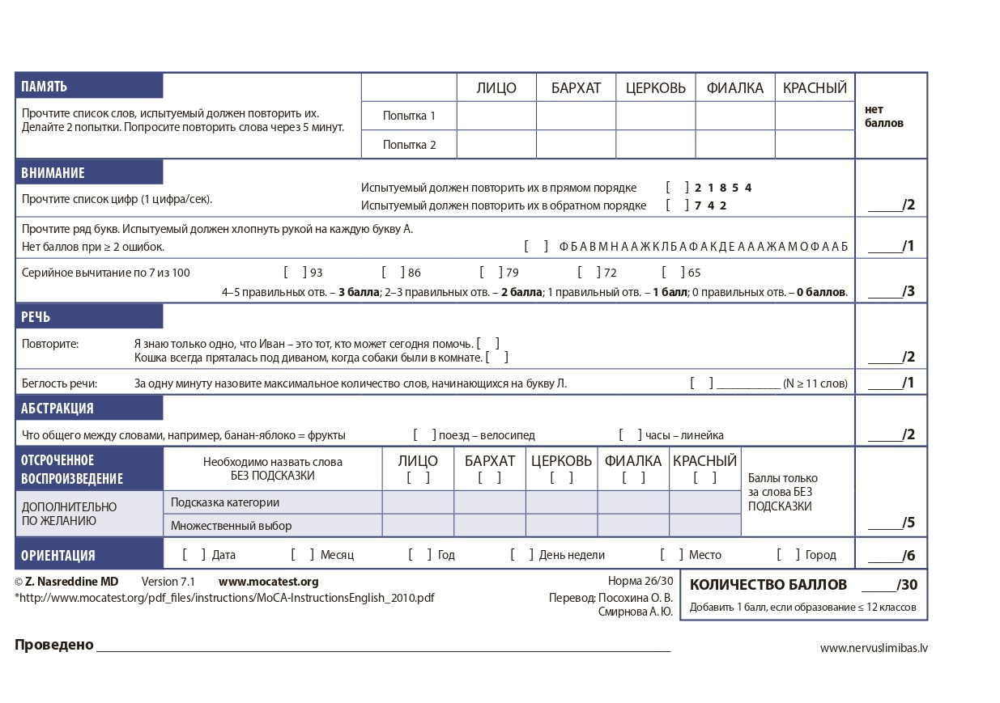 ПАМЯТЬ
Прочтите список слов, испытуемый должен повторить их.
Делайте 2 попытки. Попросите повторить слова через 5 минут.
ЛИЦО БАРХАТ ЦЕРКОВЬ ФИАЛКА КРАСНЫЙ
Попытка 1
Попытка 2
нет
баллов
ВНИМАНИЕ
Прочтите список цифр (1 цифра/сек).
Испытуемый должен повторить их в прямом порядке [ ] 2 1 8 5 4
Испытуемый должен повторить их в обратном порядке [ ] 7 4 2
_____/2
Прочтите ряд букв. Испытуемый должен хлопнуть рукой на каждую букву А.
Нет баллов при ≥ 2 ошибок. [ ] Ф Б А В М Н А А Ж К Л Б А Ф А К Д Е А А А Ж А М О Ф А А Б _____/1
Серийное вычитание по 7 из 100 [ ] 93 [ ] 86 [ ] 79 [ ] 72 [ ] 65
4–5 правильных отв. – 3 балла; 2–3 правильных отв. – 2 балла; 1 правильный отв. – 1 балл; 0 правильных отв. – 0 баллов. _____/3
РЕЧЬ
Повторите: Я знаю только одно, что Иван – это тот, кто может сегодня помочь. [ ]
Кошка всегда пряталась под диваном, когда собаки были в комнате. [ ] _____/2
Беглость речи: За одну минуту назовите максимальное количество слов, начинающихся на букву Л. [ ] __________ (N ≥ 11 слов) _____/1
АБСТРАКЦИЯ
Что общего между словами, например, банан-яблоко = фрукты [ ] поезд – велосипед [ ] часы – линейка _____/2
ОТСРОЧЕННОЕ
ВОСПРОИЗВЕДЕНИЕ
Необходимо назвать слова
БЕЗ ПОДСКАЗКИ
ЛИЦО БАРХАТ ЦЕРКОВЬ ФИАЛКА КРАСНЫЙ
[ ] [ ] [ ] [ ] [ ]
Баллы только
за слова БЕЗ
ПОДСКАЗКИ
_____/5
ДОПОЛНИТЕЛЬНО
ПО ЖЕЛАНИЮ
Подсказка категории
Множественный выбор
ОРИЕНТАЦИЯ [ ] Дата [ ] Месяц [ ] Год [ ] День недели [ ] Место [ ] Город _____/6
© Z. Nasreddine MD Version 7.1 www.mocatest.org Норма 26/30
*http://www.mocatest.org/pdf_files/instructions/MoCA-InstructionsEnglish_2010.pdf Перевод: Посохина О. В.
Смирнова А. Ю.
КОЛИЧЕСТВО БАЛЛОВ _____/30
Добавить 1 балл, если образование ≤ 12 классов
Проведено ____________________
www.nervuslimibas.lv